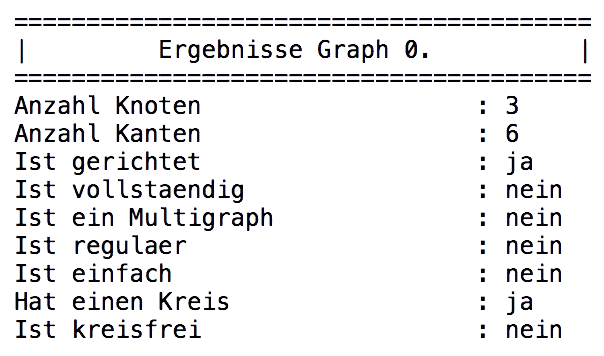 ========================================
|         Ergebnisse Graph 0.          |
========================================
Anzahl Knoten                   : 3
Anzahl Kanten                   : 6
Ist gerichtet                   : ja
Ist vollstaendig                : nein
Ist ein Multigraph              : nein
Ist regulaer                    : nein
Ist einfach                     : nein
Hat einen Kreis                 : ja
Ist kreisfrei                   : nein